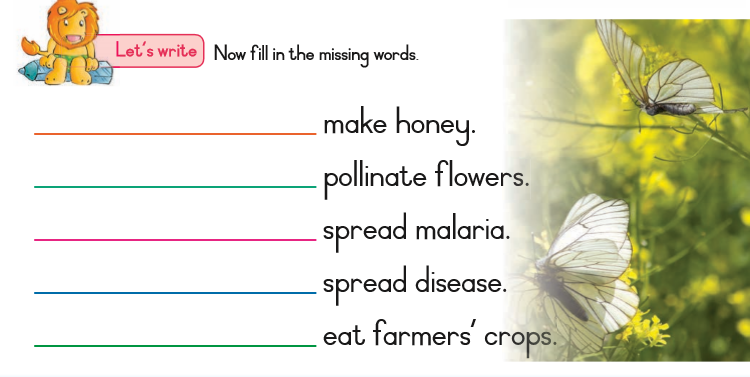 Let's write Now fill in the missing words.
make honey.
pollinate flowers.
spread malaria.
spread disease.
eat farmers' crops.